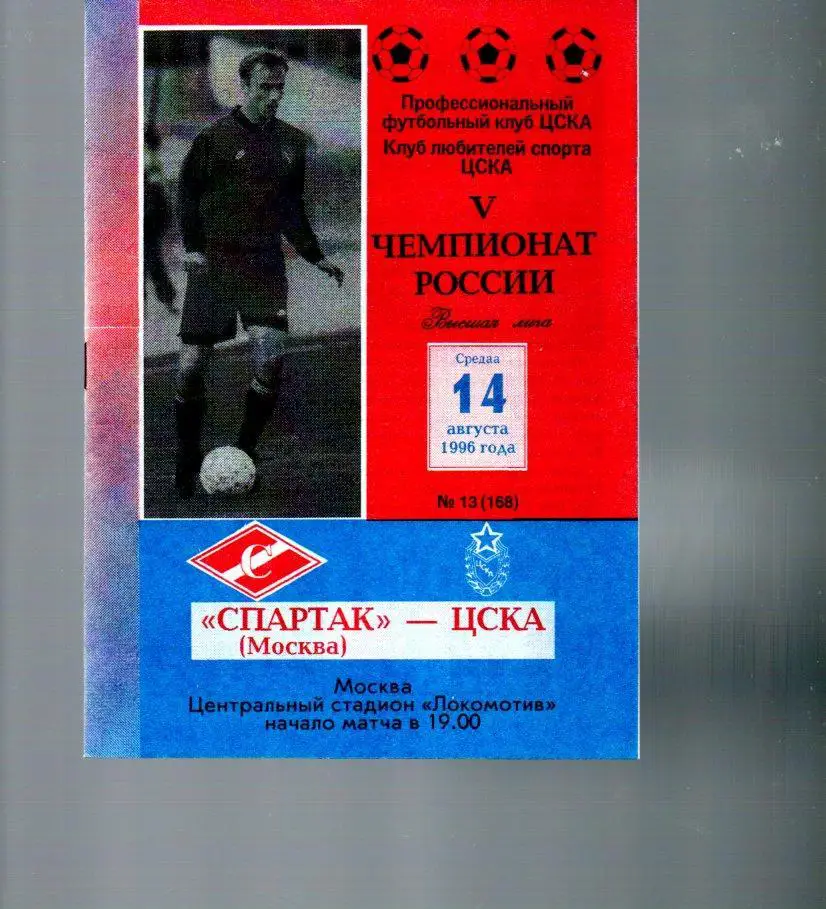 Профессиональный
футбольный клуб ЦСКА
Клуб любителей спорта
ЦСКА
V
ЧЕМПИОНАТ
РОССИИ
Высшая лига
Средаа
14
августа
1996 года
№ 13 (168)
С
ЦСКА
«СПАРТАК» — ЦСКА
(Москва)
Москва
Центральный стадион «Локомотив»
начало матча в 19.00